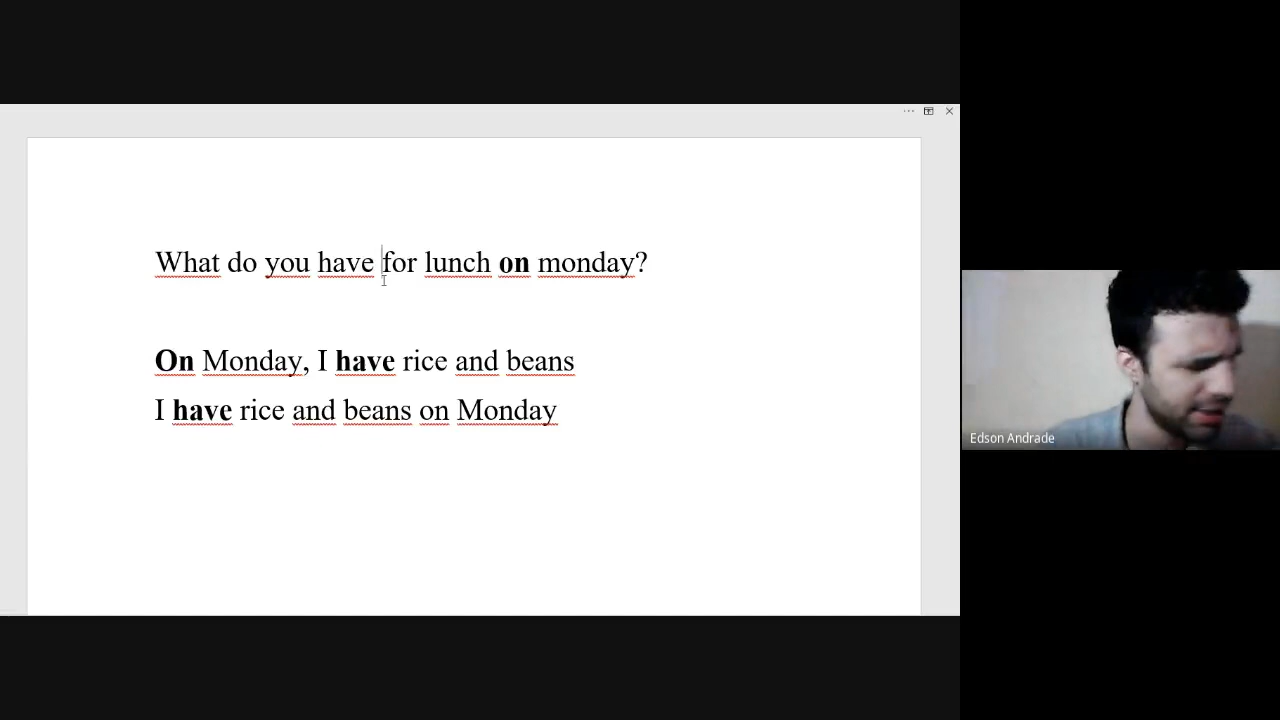 What do you have for lunch on monday?
On Monday, I have rice and beans
I have rice and beans on Monday
Edson Andrade